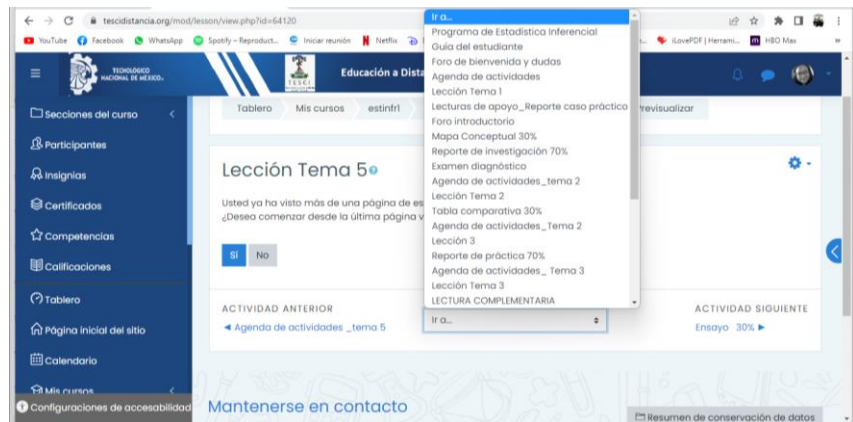 tescidistancia.org/mod/lesson/view.php?id=64120
YouTube Facebook WhatsApp Spotify - Reproduct... Iniciar reunión Netflix iLovePDF | Herrami... HBO Max
TECNOLÓGICO NACIONAL DE MÉXICO
TESCI
Educación a Dista
Secciones del curso
Participantes
Insignias
Certificados
Competencias
Calificaciones
Tablero
Página inicial del sitio
Calendario
Mis cursos
Configuraciones de accesabilidad
Tablero Mis cursos estinfr1 Previsualizar
Lección Tema 5
Usted ya ha visto más de una página de es
¿Desea comenzar desde la última página v
Sí No
ACTIVIDAD ANTERIOR
◄ Agenda de actividades _tema 5
Ir a...
Programa de Estadística Inferencial
Guía del estudiante
Foro de bienvenida y dudas
Agenda de actividades
Lección Tema 1
Lecturas de apoyo_Reporte caso práctico
Foro introductorio
Mapa Conceptual 30%
Reporte de investigación 70%
Examen diagnóstico
Agenda de actividades_tema 2
Lección Tema 2
Tabla comparativa 30%
Agenda de actividades_Tema 2
Lección 3
Reporte de práctica 70%
Agenda de actividades_ Tema 3
Lección Tema 3
LECTURA COMPLEMENTARIA
Ir a...
ACTIVIDAD SIGUIENTE
Ensayo 30% ►
Mantenerse en contacto
Resumen de conservación de datos